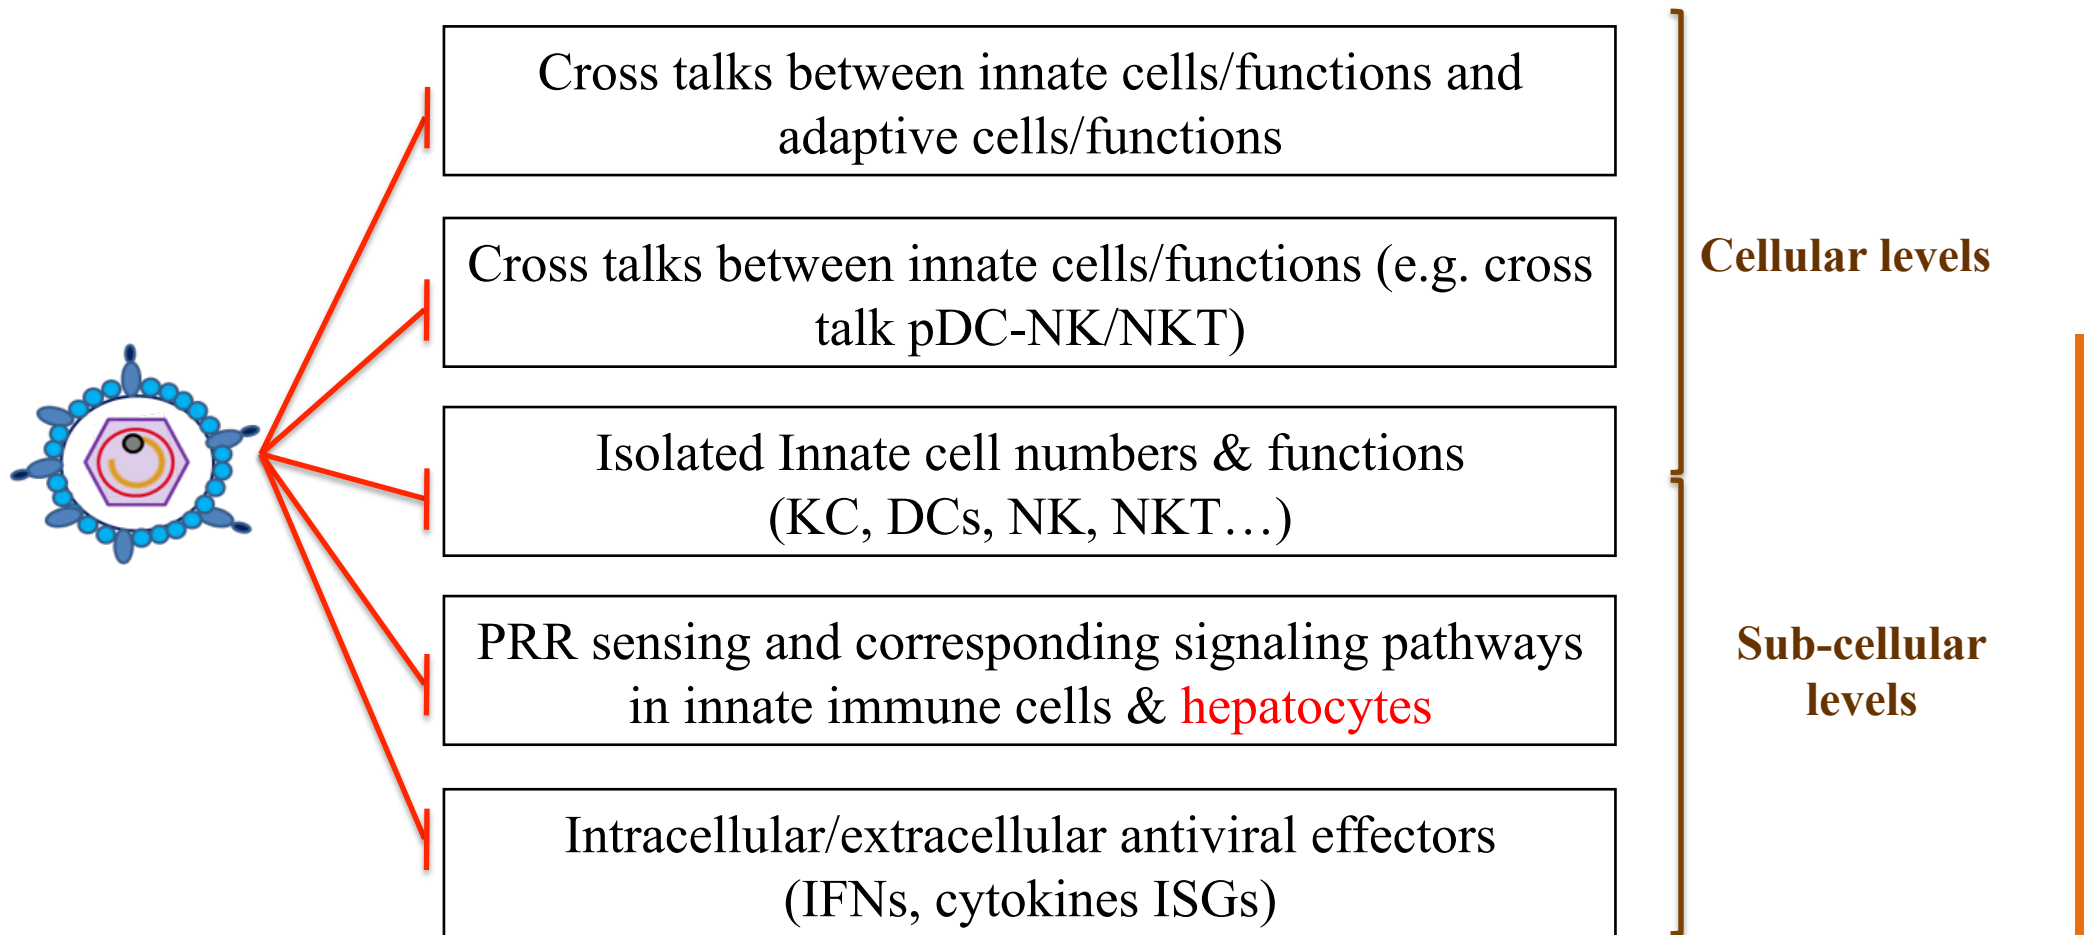 Cross talks between innate cells/functions and
adaptive cells/functions
Cross talks between innate cells/functions (e.g. cross
talk pDC-NK/NKT)
Cellular levels
Isolated Innate cell numbers & functions
(KC, DCs, NK, NKT…)
PRR sensing and corresponding signaling pathways
in innate immune cells & hepatocytes
Sub-cellular
levels
Intracellular/extracellular antiviral effectors
(IFNs, cytokines ISGs)